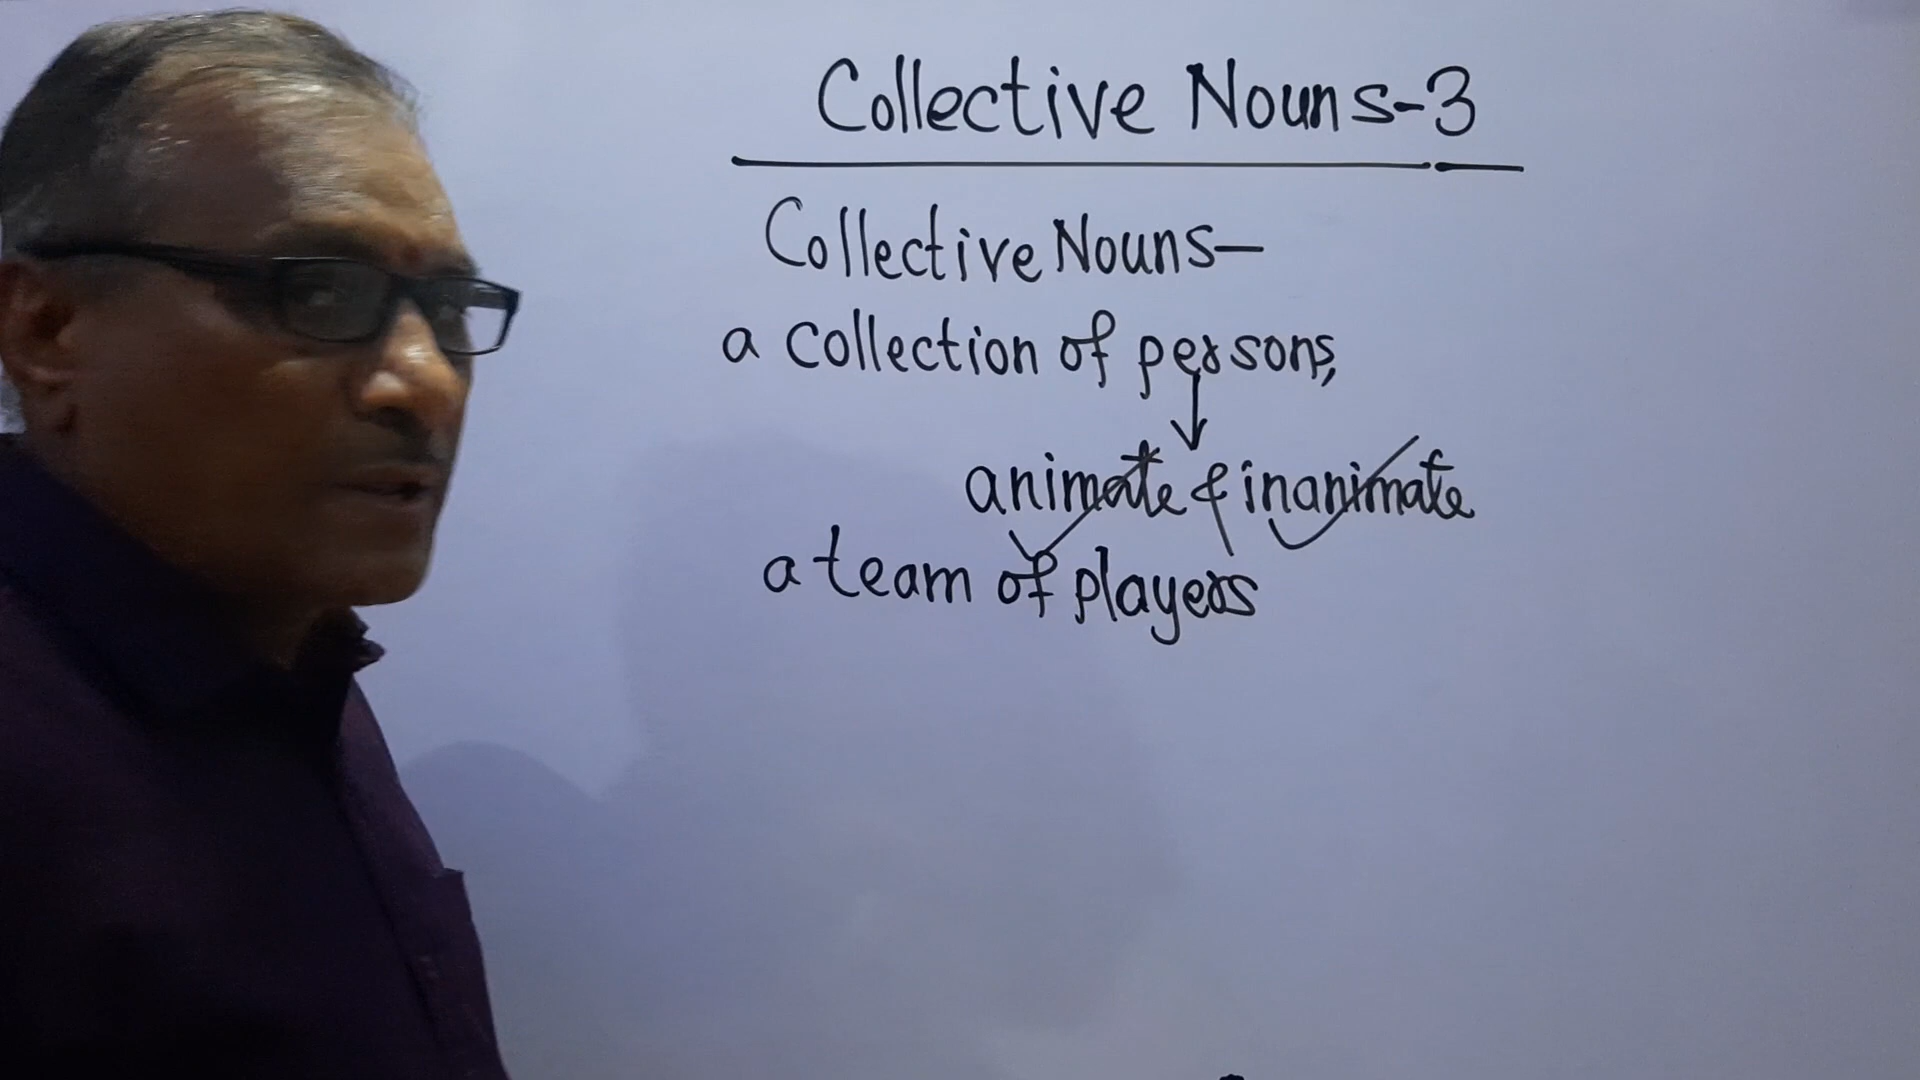 Collective Nouns-3
Collective Nouns—
a collection of persons,
animate & inanimate
a team of players